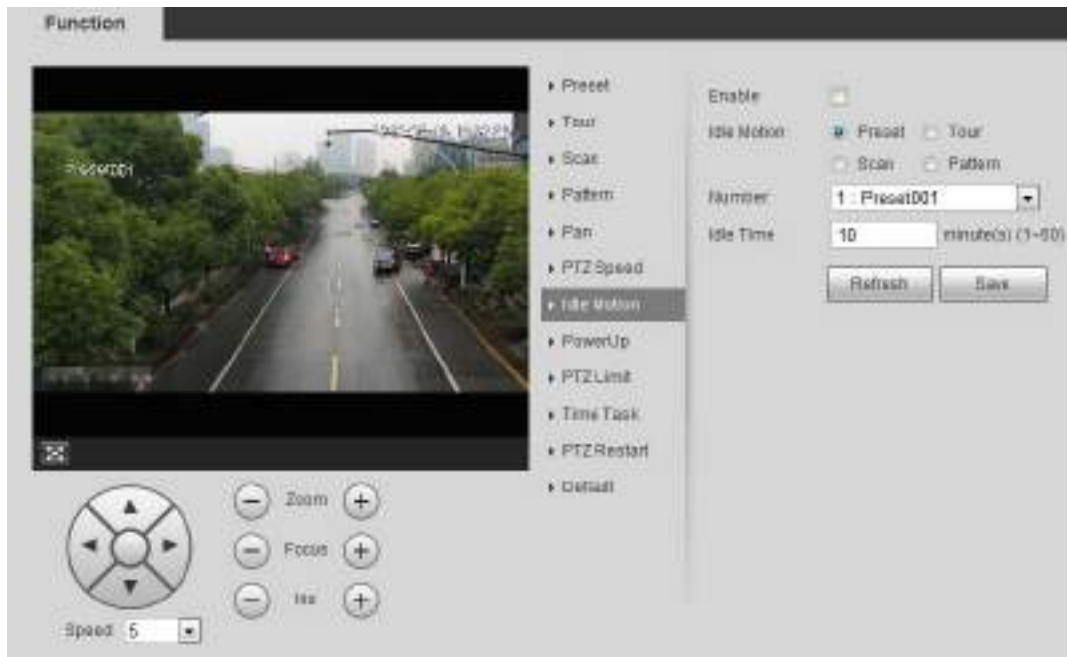 Function
Preset001
Preset
Tour
Scan
Pattern
Pan
PTZ Speed
Idle Motion
PowerUp
PTZ Limit
Time Task
PTZ Restart
Default
Enable
Idle Motion
Preset
Tour
Scan
Pattern
Number
1 : Preset001
Idle Time
10
minute(s) (1~60)
Refresh
Save
Zoom
Focus
Iris
Speed
5